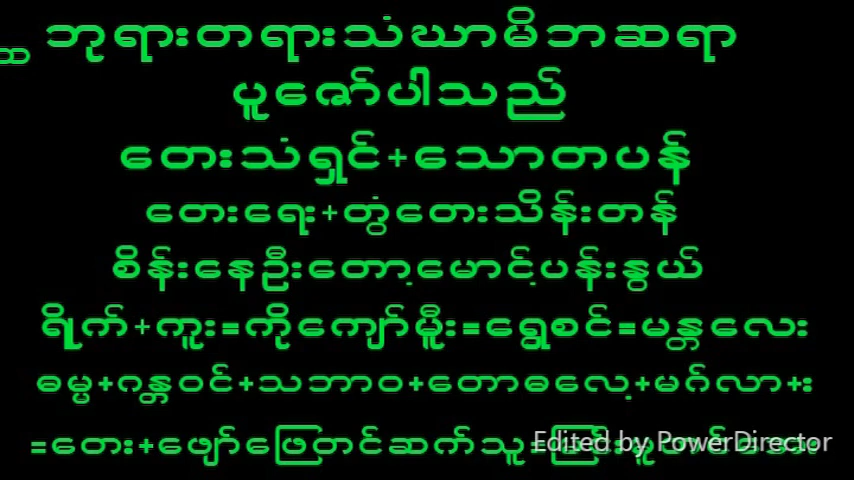 ဘုရားတရားသံဃာမိဘဆရာ
ပူဇော်ပါသည်
တေးသံရှင်+သောတပန်
တေးရေး+တွံတေးသိန်းတန်
စိန်းနေဦးတော့မောင့်ပန်းနွယ်
ရိုက်+ကူး=ကိုကျော်မှီး=ရွှေစင်=မန္တလေး
ဓမ္မ+ဂန္တဝင်+သဘာဝ+တောဓလေ့+မင်္ဂလာ+း
=တေး+ဖျော်ဖြေတင်ဆက်သူ
Edited by PowerDirector